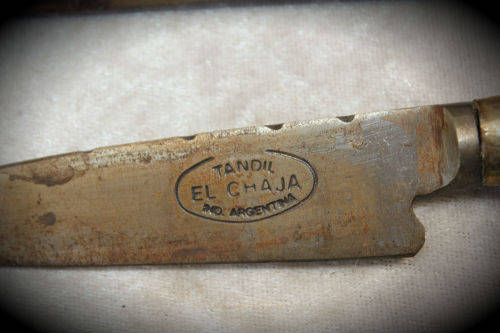 TANDIL
EL CHAJA
IND. ARGENTINA